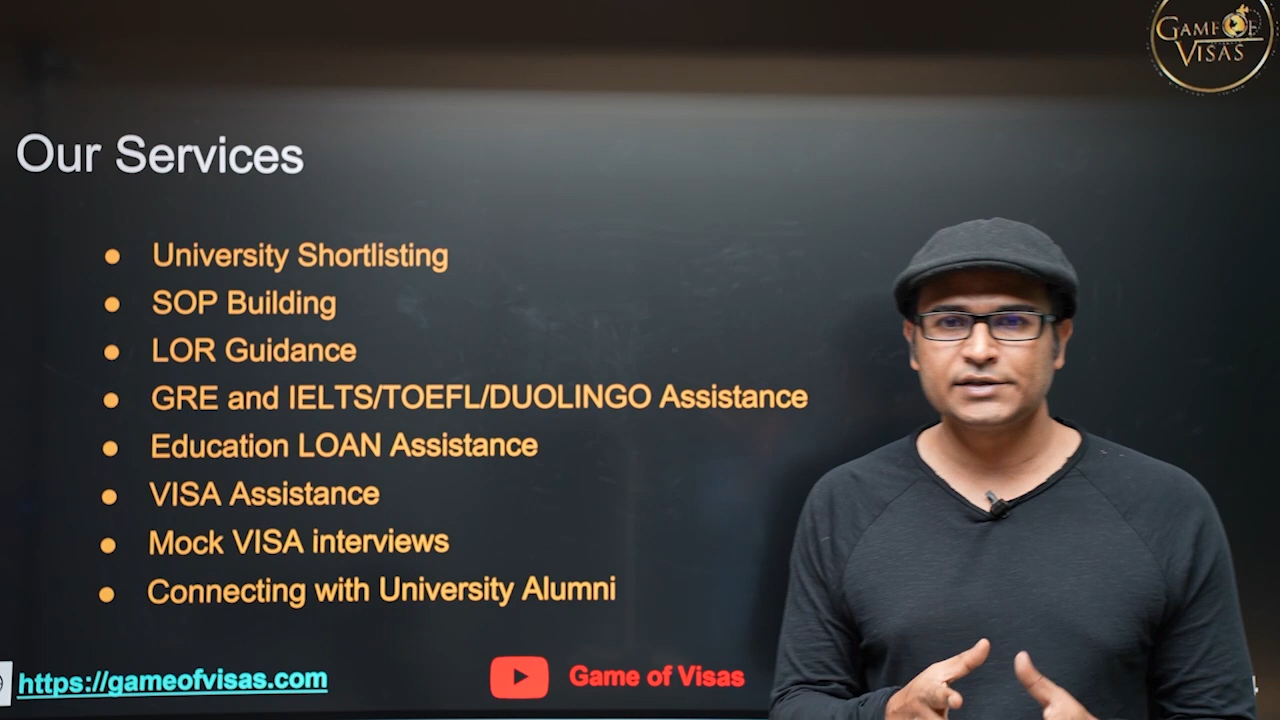 GAME OF
VISAS
Our Services
● University Shortlisting
● SOP Building
● LOR Guidance
● GRE and IELTS/TOEFL/DUOLINGO Assistance
● Education LOAN Assistance
● VISA Assistance
● Mock VISA interviews
● Connecting with University Alumni
https://gameofvisas.com
Game of Visas